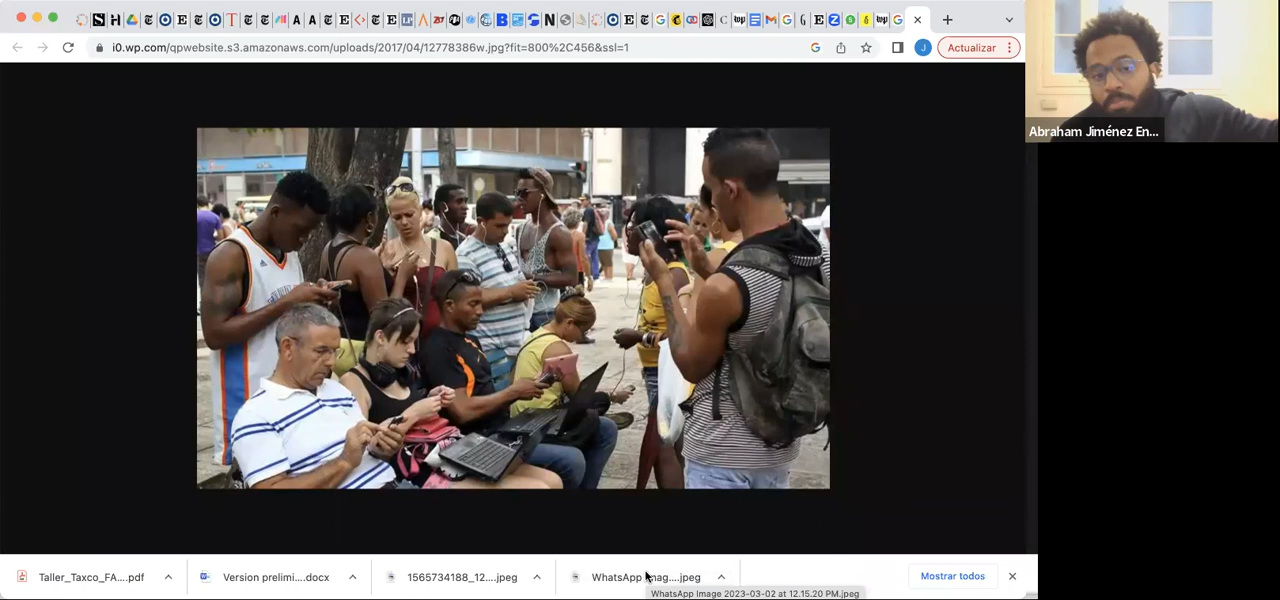 i0.wp.com/qpwebsite.s3.amazonaws.com/uploads/2017/04/12778386w.jpg?fit=800%2C456&ssl=1
J
Actualizar
Abraham Jiménez En...
Taller_Taxco_FA....pdf
Version prelimi....docx
1565734188_12....jpeg
WhatsApp Imag....jpeg
Mostrar todos
WhatsApp Image 2023-03-02 at 12.15.20 PM.jpeg